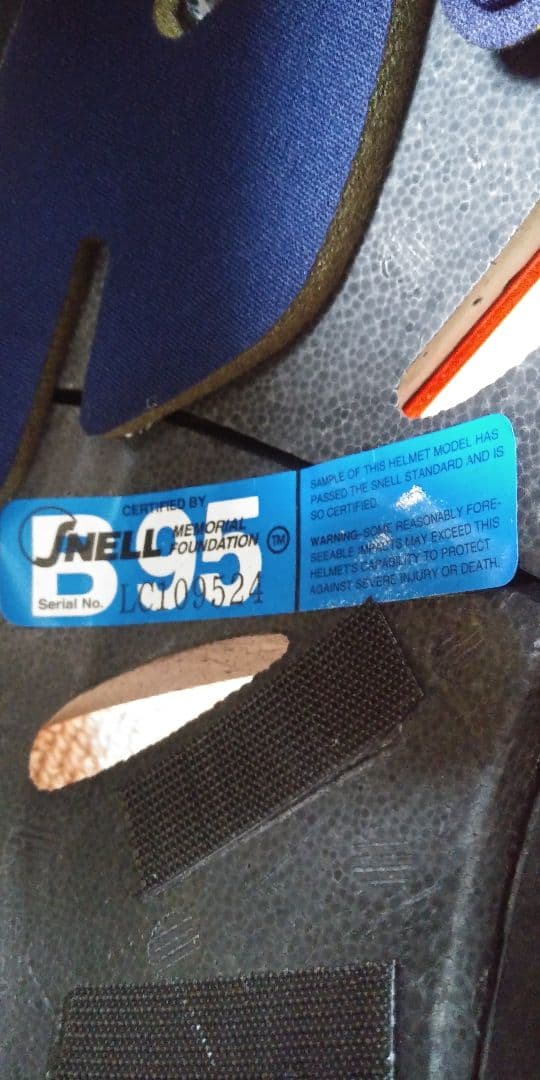 CERTIFIED BY
B 95
SNELL MEMORIAL FOUNDATION TM
Serial No. LC109524
SAMPLE OF THIS HELMET MODEL HAS
PASSED THE SNELL STANDARD AND IS
SO CERTIFIED.
WARNING–SOME REASONABLY FORE-
SEEABLE IMPACTS MAY EXCEED THIS
HELMET'S CAPABILITY TO PROTECT
AGAINST SEVERE INJURY OR DEATH.